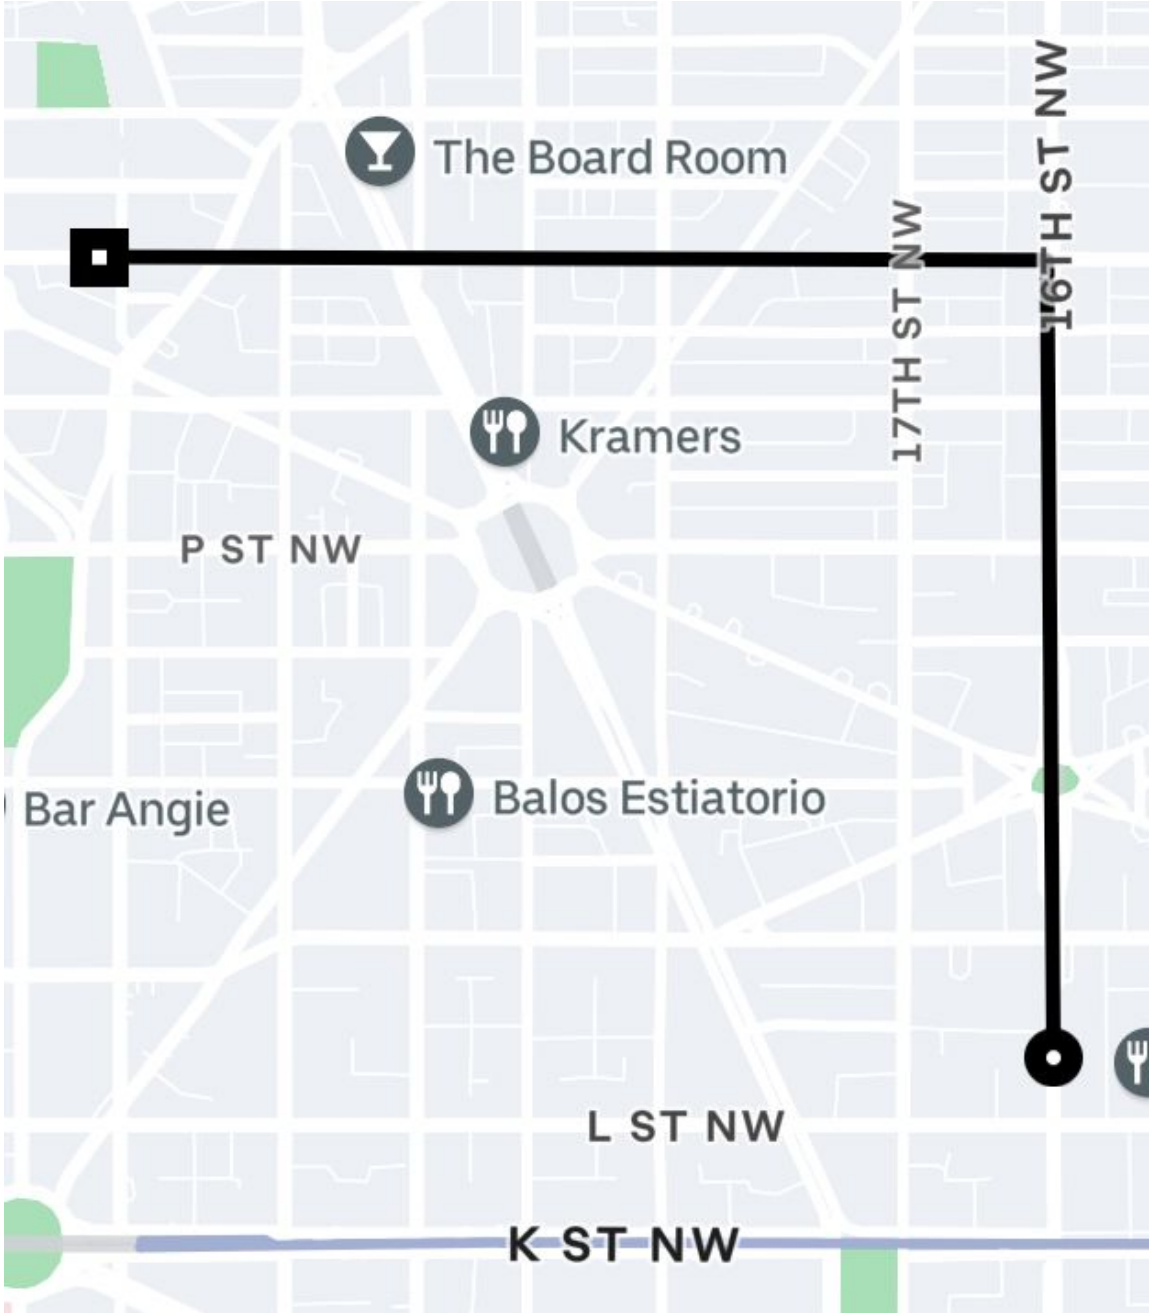 16TH ST NW
The Board Room
17TH ST NW
Kramers
P ST NW
Balos Estiatorio
Bar Angie
L ST NW
K ST NW